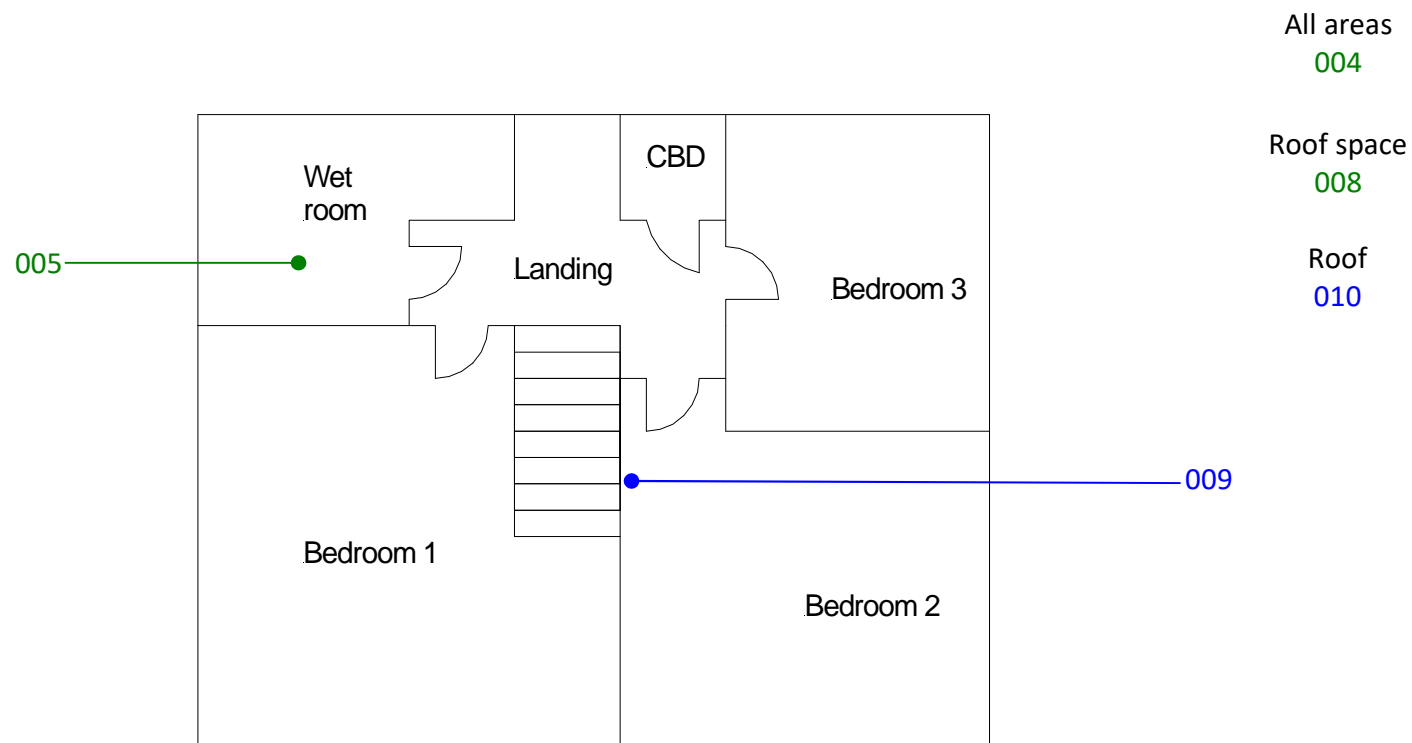 All areas
004
Roof space
008
Roof
010
CBD
Wet
room
005
Landing
Bedroom 3
009
Bedroom 1
Bedroom 2